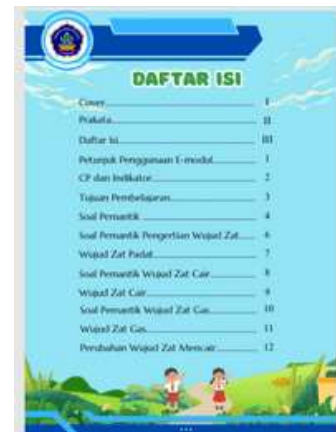 DAFTAR ISI
Cover I
Prakata II
Daftar Isi III
Petunjuk Penggunaan E-modul 1
CP dan Indikator 2
Tujuan Pembelajaran 3
Soal Pemantik 4
Soal Pemantik Pengertian Wujud Zat 6
Wujud Zat Padat 7
Soal Pemantik Wujud Zat Cair 8
Wujud Zat Cair 9
Soal Pemantik Wujud Zat Gas 10
Wujud Zat Gas 11
Perubahan Wujud Zat Mencair 12